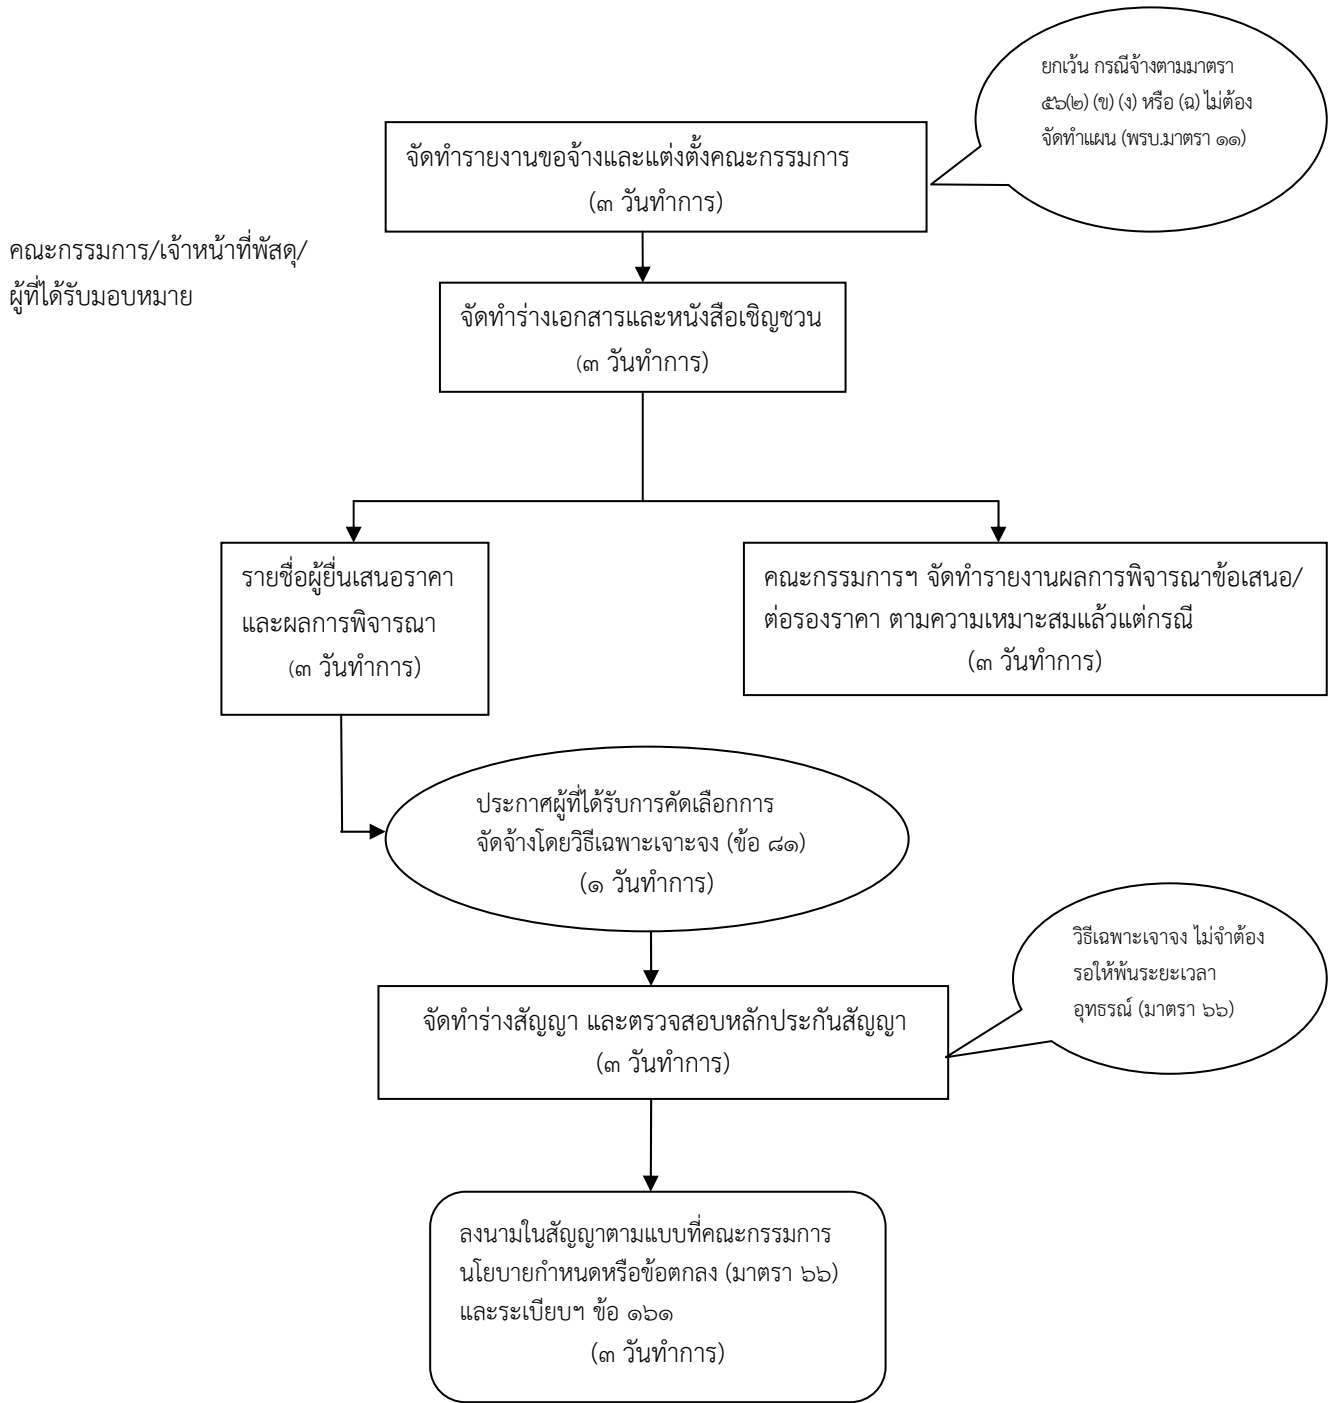 ยกเว้น กรณีจ้างตามมาตรา
๕๖(๒) (ข) (ง) หรือ (ฉ) ไม่ต้อง
จัดทำแผน (พรบ.มาตรา ๑๑)
จัดทำรายงานขอจ้างและแต่งตั้งคณะกรรมการ
(๓ วันทำการ)
คณะกรรมการ/เจ้าหน้าที่พัสดุ/
ผู้ที่ได้รับมอบหมาย
จัดทำร่างเอกสารและหนังสือเชิญชวน
(๓ วันทำการ)
รายชื่อผู้ยื่นเสนอราคา
และผลการพิจารณา
(๓ วันทำการ)
คณะกรรมการฯ จัดทำรายงานผลการพิจารณาข้อเสนอ/
ต่อรองราคา ตามความเหมาะสมแล้วแต่กรณี
(๓ วันทำการ)
ประกาศผู้ที่ได้รับการคัดเลือกการ
จัดจ้างโดยวิธีเฉพาะเจาะจง (ข้อ ๘๑)
(๑ วันทำการ)
วิธีเฉพาะเจาจง ไม่จำต้อง
รอให้พ้นระยะเวลา
อุทธรณ์ (มาตรา ๖๖)
จัดทำร่างสัญญา และตรวจสอบหลักประกันสัญญา
(๓ วันทำการ)
ลงนามในสัญญาตามแบบที่คณะกรรมการ
นโยบายกำหนดหรือข้อตกลง (มาตรา ๖๖)
และระเบียบฯ ข้อ ๑๖๑
(๓ วันทำการ)